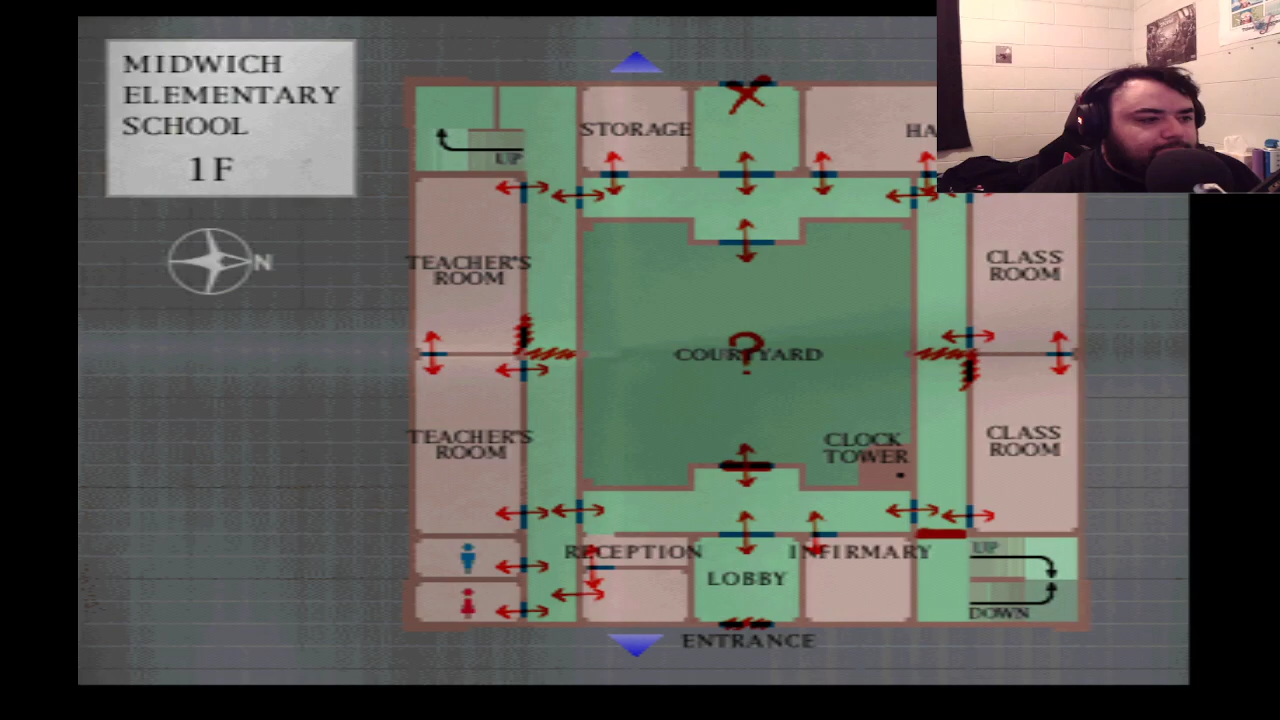 MIDWICH
ELEMENTARY
SCHOOL
1F
N
STORAGE
HA
UP
TEACHER'S
ROOM
CLASS
ROOM
?
COURTYARD
TEACHER'S
ROOM
CLOCK
TOWER
CLASS
ROOM
RECEPTION
INFIRMARY
LOBBY
UP
DOWN
ENTRANCE